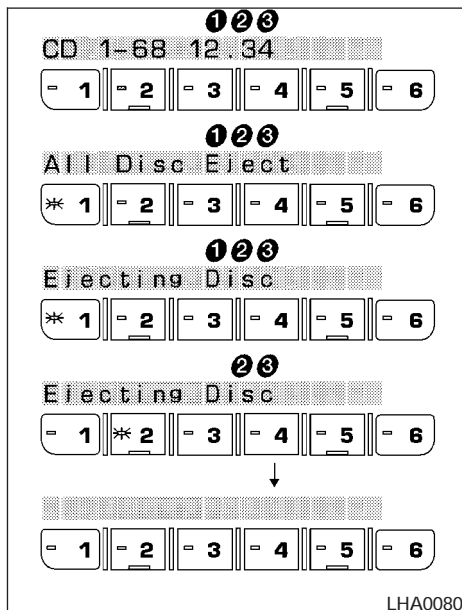 ❶❷❸
CD 1-68 12.34
1 2 3 4 5 6
❶❷❸
All Disc Eject
1 2 3 4 5 6
❶❷❸
Ejecting Disc
1 2 3 4 5 6
❷❸
Ejecting Disc
1 2 3 4 5 6
1 2 3 4 5 6
LHA0080